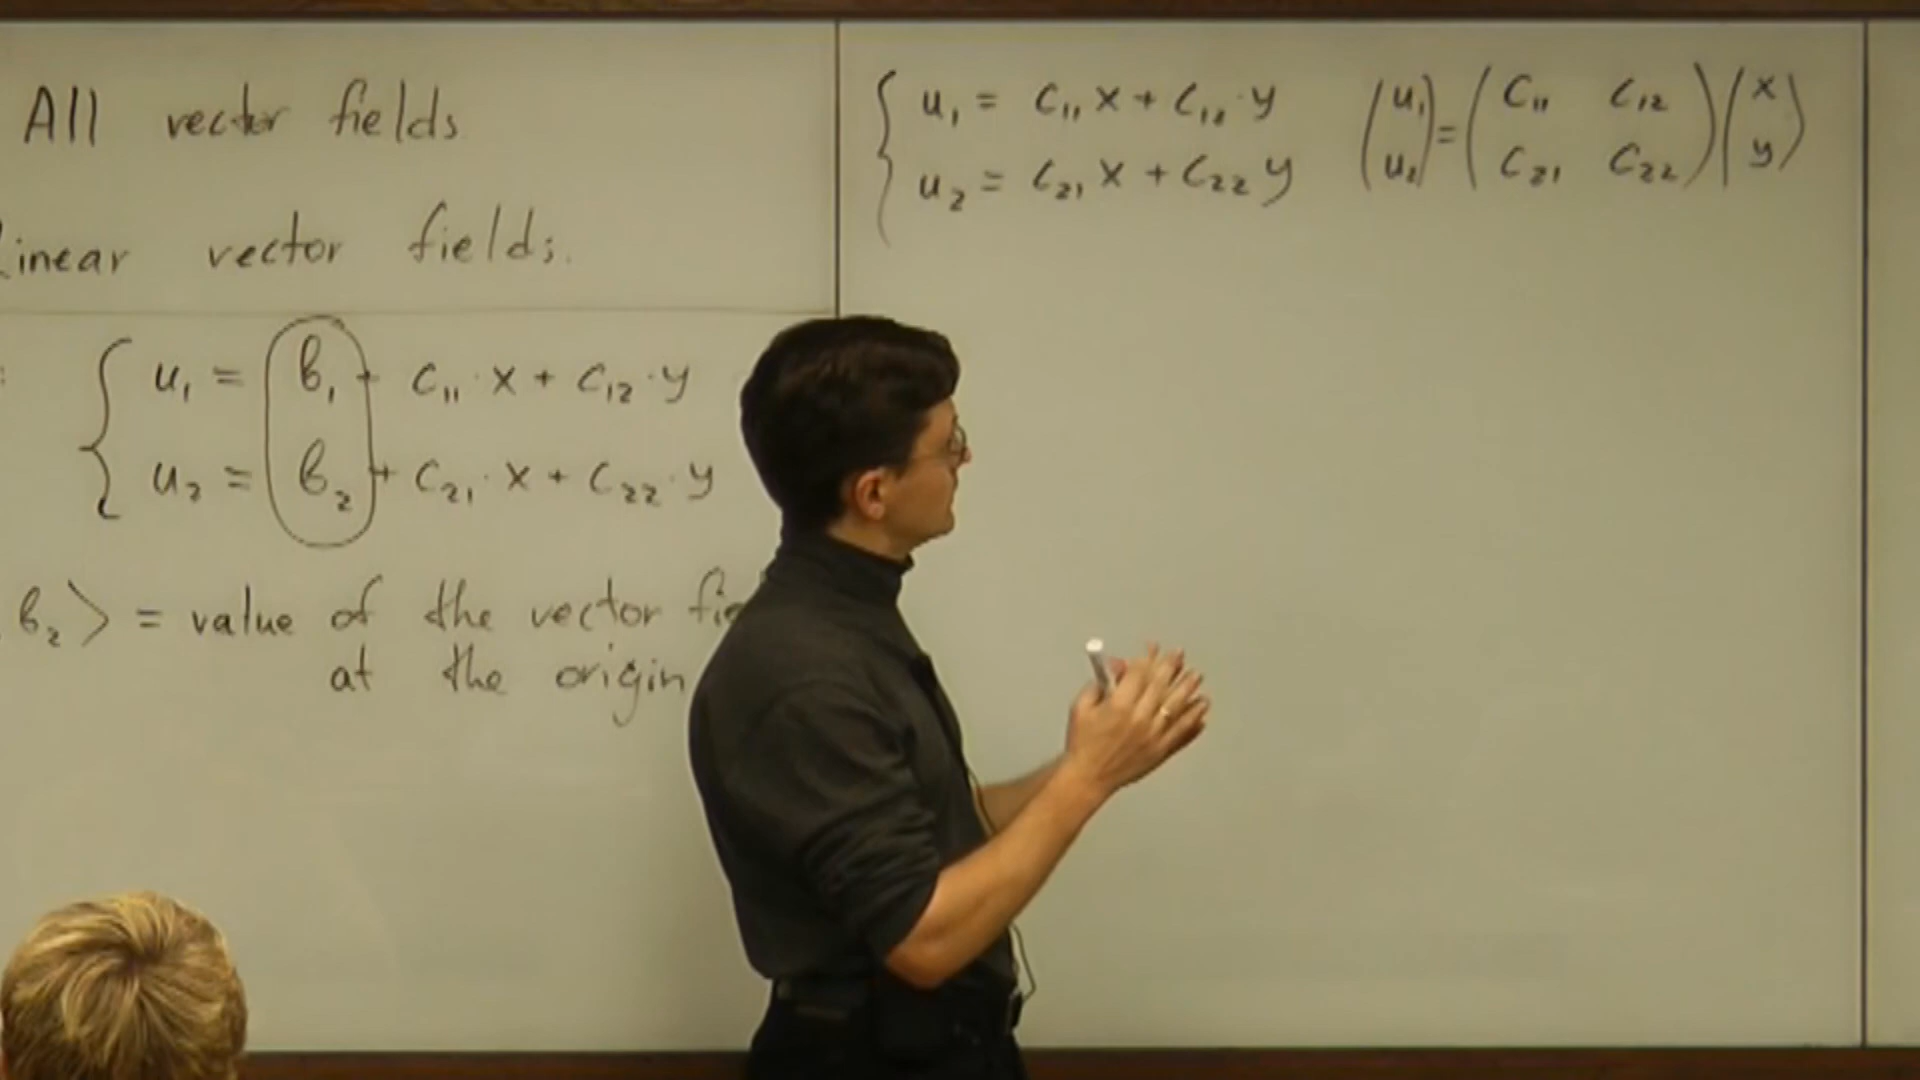 All vector fields
Linear vector fields.
: { u₁ = b₁ + c₁₁·x + c₁₂·y
u₂ = b₂ + c₂₁·x + c₂₂·y
b₂⟩ = value of the vector
at the origin
{ u₁ = c₁₁ x + c₁₂·y
u₂ = c₂₁ x + c₂₂ y
(u₁ u₂) = (c₁₁ c₁₂
c₂₁ c₂₂) (x y)